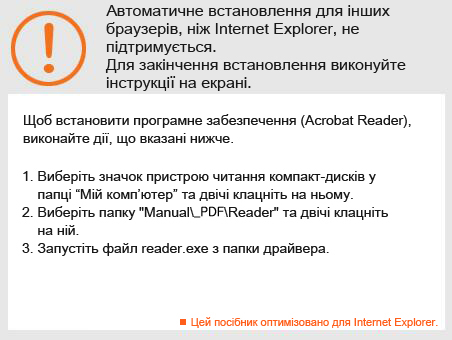 Автоматичне встановлення для інших
браузерів, ніж Internet Explorer, не
підтримується.
Для закінчення встановлення виконуйте
інструкції на екрані.
Щоб встановити програмне забезпечення (Acrobat Reader),
виконайте дії, що вказані нижче.
1. Виберіть значок пристрою читання компакт-дисків у
папці “Мій комп’ютер” та двічі клацніть на ньому.
2. Виберіть папку "Manual\_PDF\Reader" та двічі клацніть
на ній.
3. Запустіть файл reader.exe з папки драйвера.
Цей посібник оптимізовано для Internet Explorer.